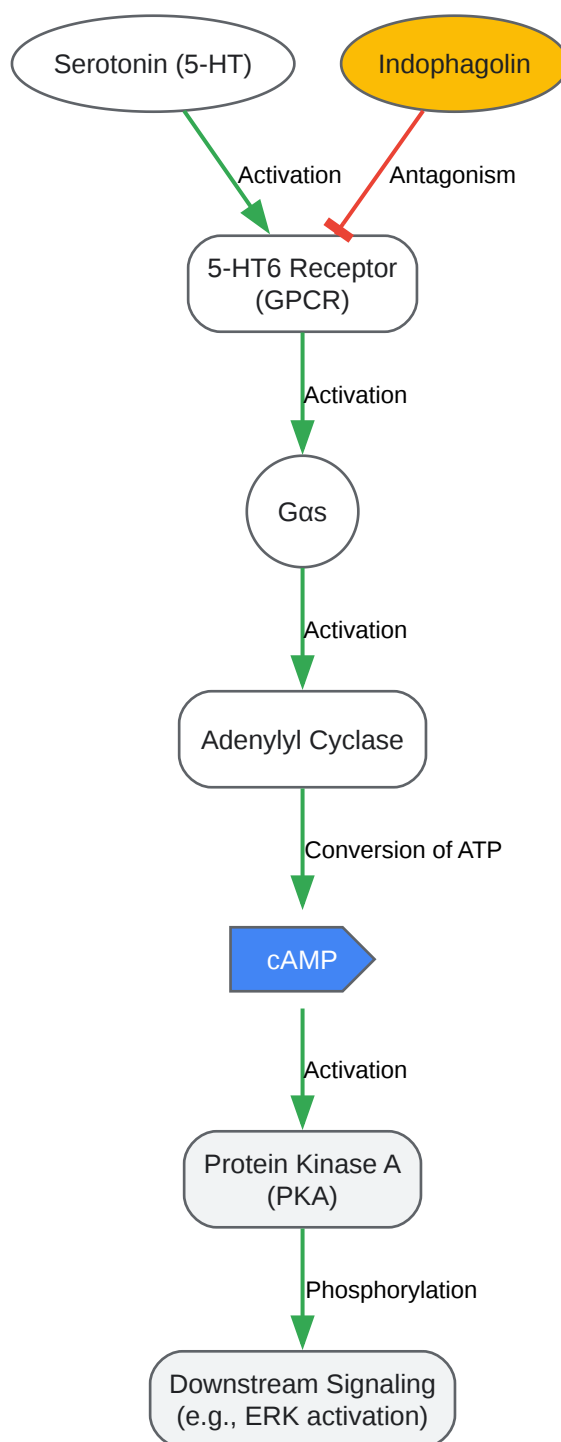 Serotonin (5-HT)
Indophagolin
Activation
Antagonism
5-HT6 Receptor
(GPCR)
Activation
Gαs
Activation
Adenylyl Cyclase
Conversion of ATP
cAMP
Activation
Protein Kinase A
(PKA)
Phosphorylation
Downstream Signaling
(e.g., ERK activation)